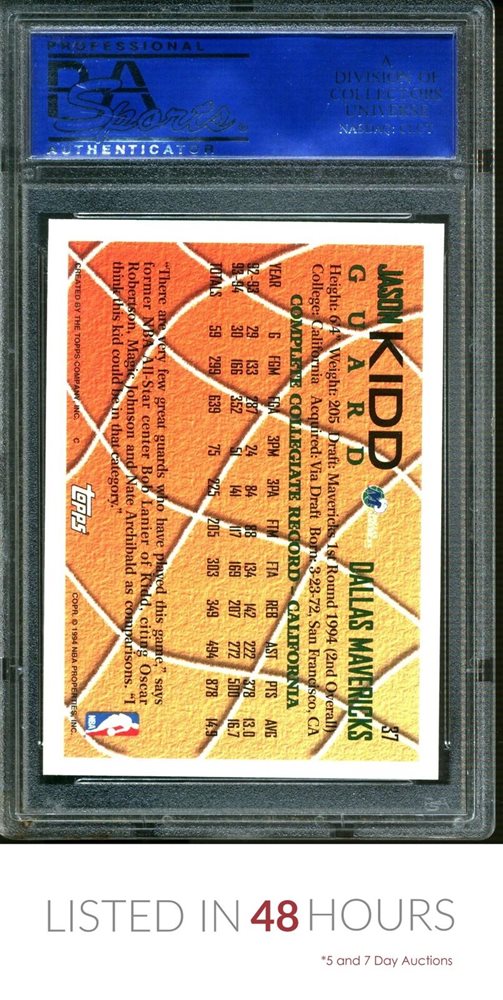 PROFESSIONAL
PSA
Sports
AUTHENTICATOR
A
DIVISION OF
COLLECTORS
UNIVERSE
NASDAQ: CLCT
37
JASON KIDD DALLAS MAVERICKS
GUARD
Height: 6'4" Weight: 205 Draft: Mavericks 1st Round 1994 (2nd Overall)
College: California Acquired: Via Draft Born: 3-23-72, San Francisco, CA
COMPLETE COLLEGIATE RECORD CALIFORNIA
YEAR G FGM FGA 3PM 3PA FTM FTA REB AST PTS AVG
92-93 29 133 287 24 84 88 134 142 222 378 13.0
93-94 30 166 352 51 141 117 169 207 272 500 16.7
TOTALS 59 299 639 75 225 205 303 349 494 878 14.9
"There are very few great guards who have played this game," says
former NBA All-Star center Bob Lanier of Kidd, citing Oscar
Robertson, Magic Johnson and Nate Archibald as comparisons. "I
think this kid could be in that category."
CREATED BY THE TOPPS COMPANY, INC. C
Topps
COPR. © 1994 NBA PROPERTIES, INC.
NBA
LISTED IN 48 HOURS
*5 and 7 Day Auctions